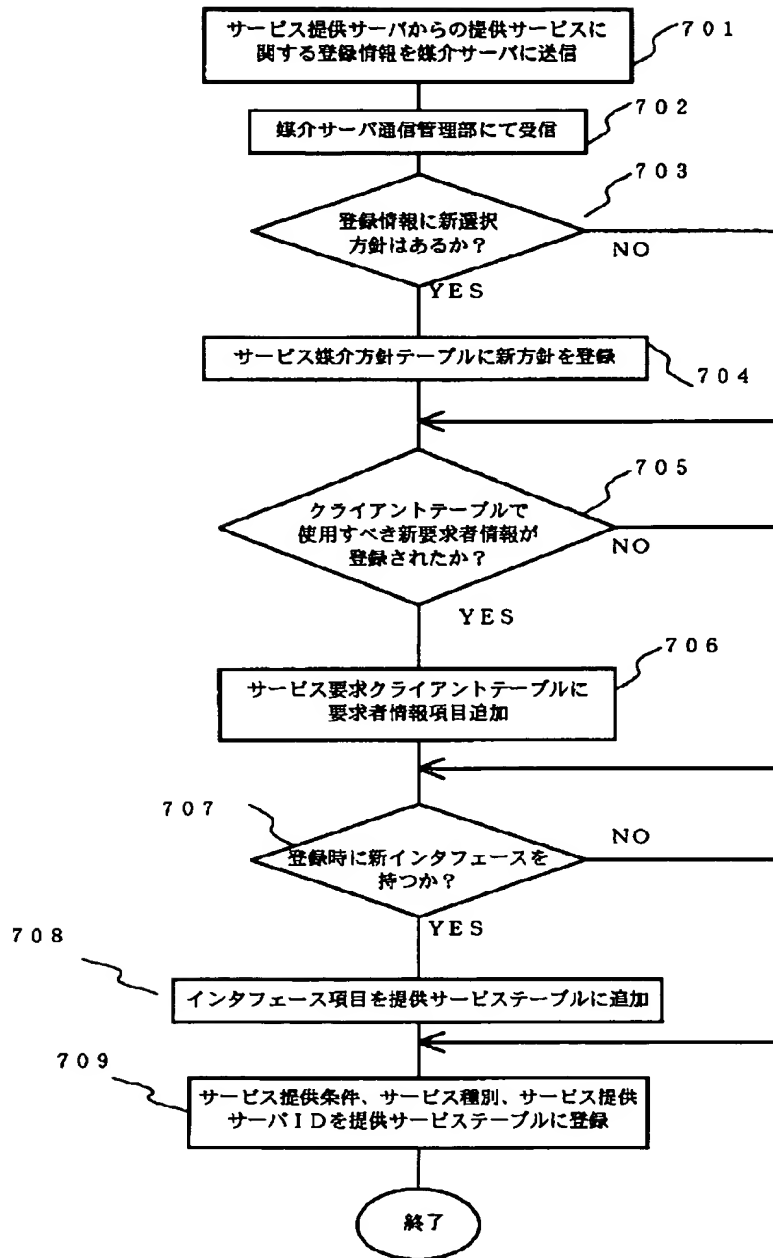 サービス提供サーバからの提供サービスに
関する登録情報を媒介サーバに送信
701
702
媒介サーバ通信管理部にて受信
703
登録情報に新選択
方針はあるか?
NO
YES
サービス媒介方針テーブルに新方針を登録
704
705
クライアントテーブルで
使用すべき新要求者情報が
登録されたか?
NO
YES
706
サービス要求クライアントテーブルに
要求者情報項目追加
707
登録時に新インタフェースを
持つか?
NO
YES
708
インタフェース項目を提供サービステーブルに追加
709
サービス提供条件、サービス種別、サービス提供
サーバIDを提供サービステーブルに登録
終了